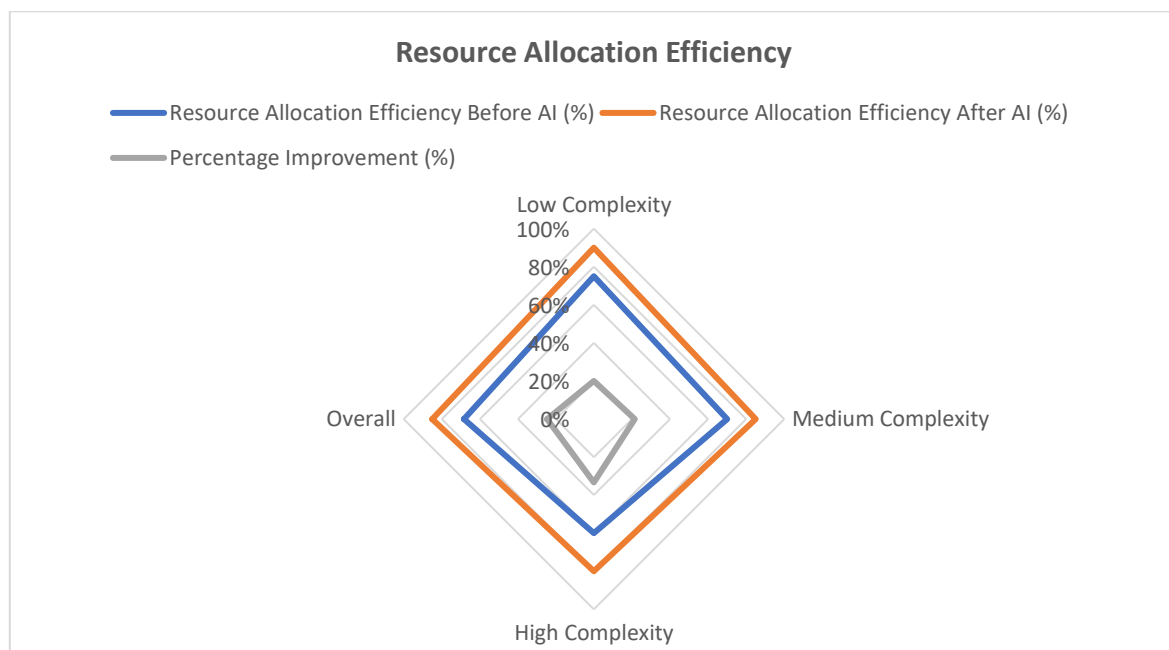 Resource Allocation Efficiency
Resource Allocation Efficiency Before AI (%) Resource Allocation Efficiency After AI (%)
Percentage Improvement (%)
Low Complexity
100%
80%
60%
40%
20%
Overall 0% Medium Complexity
High Complexity